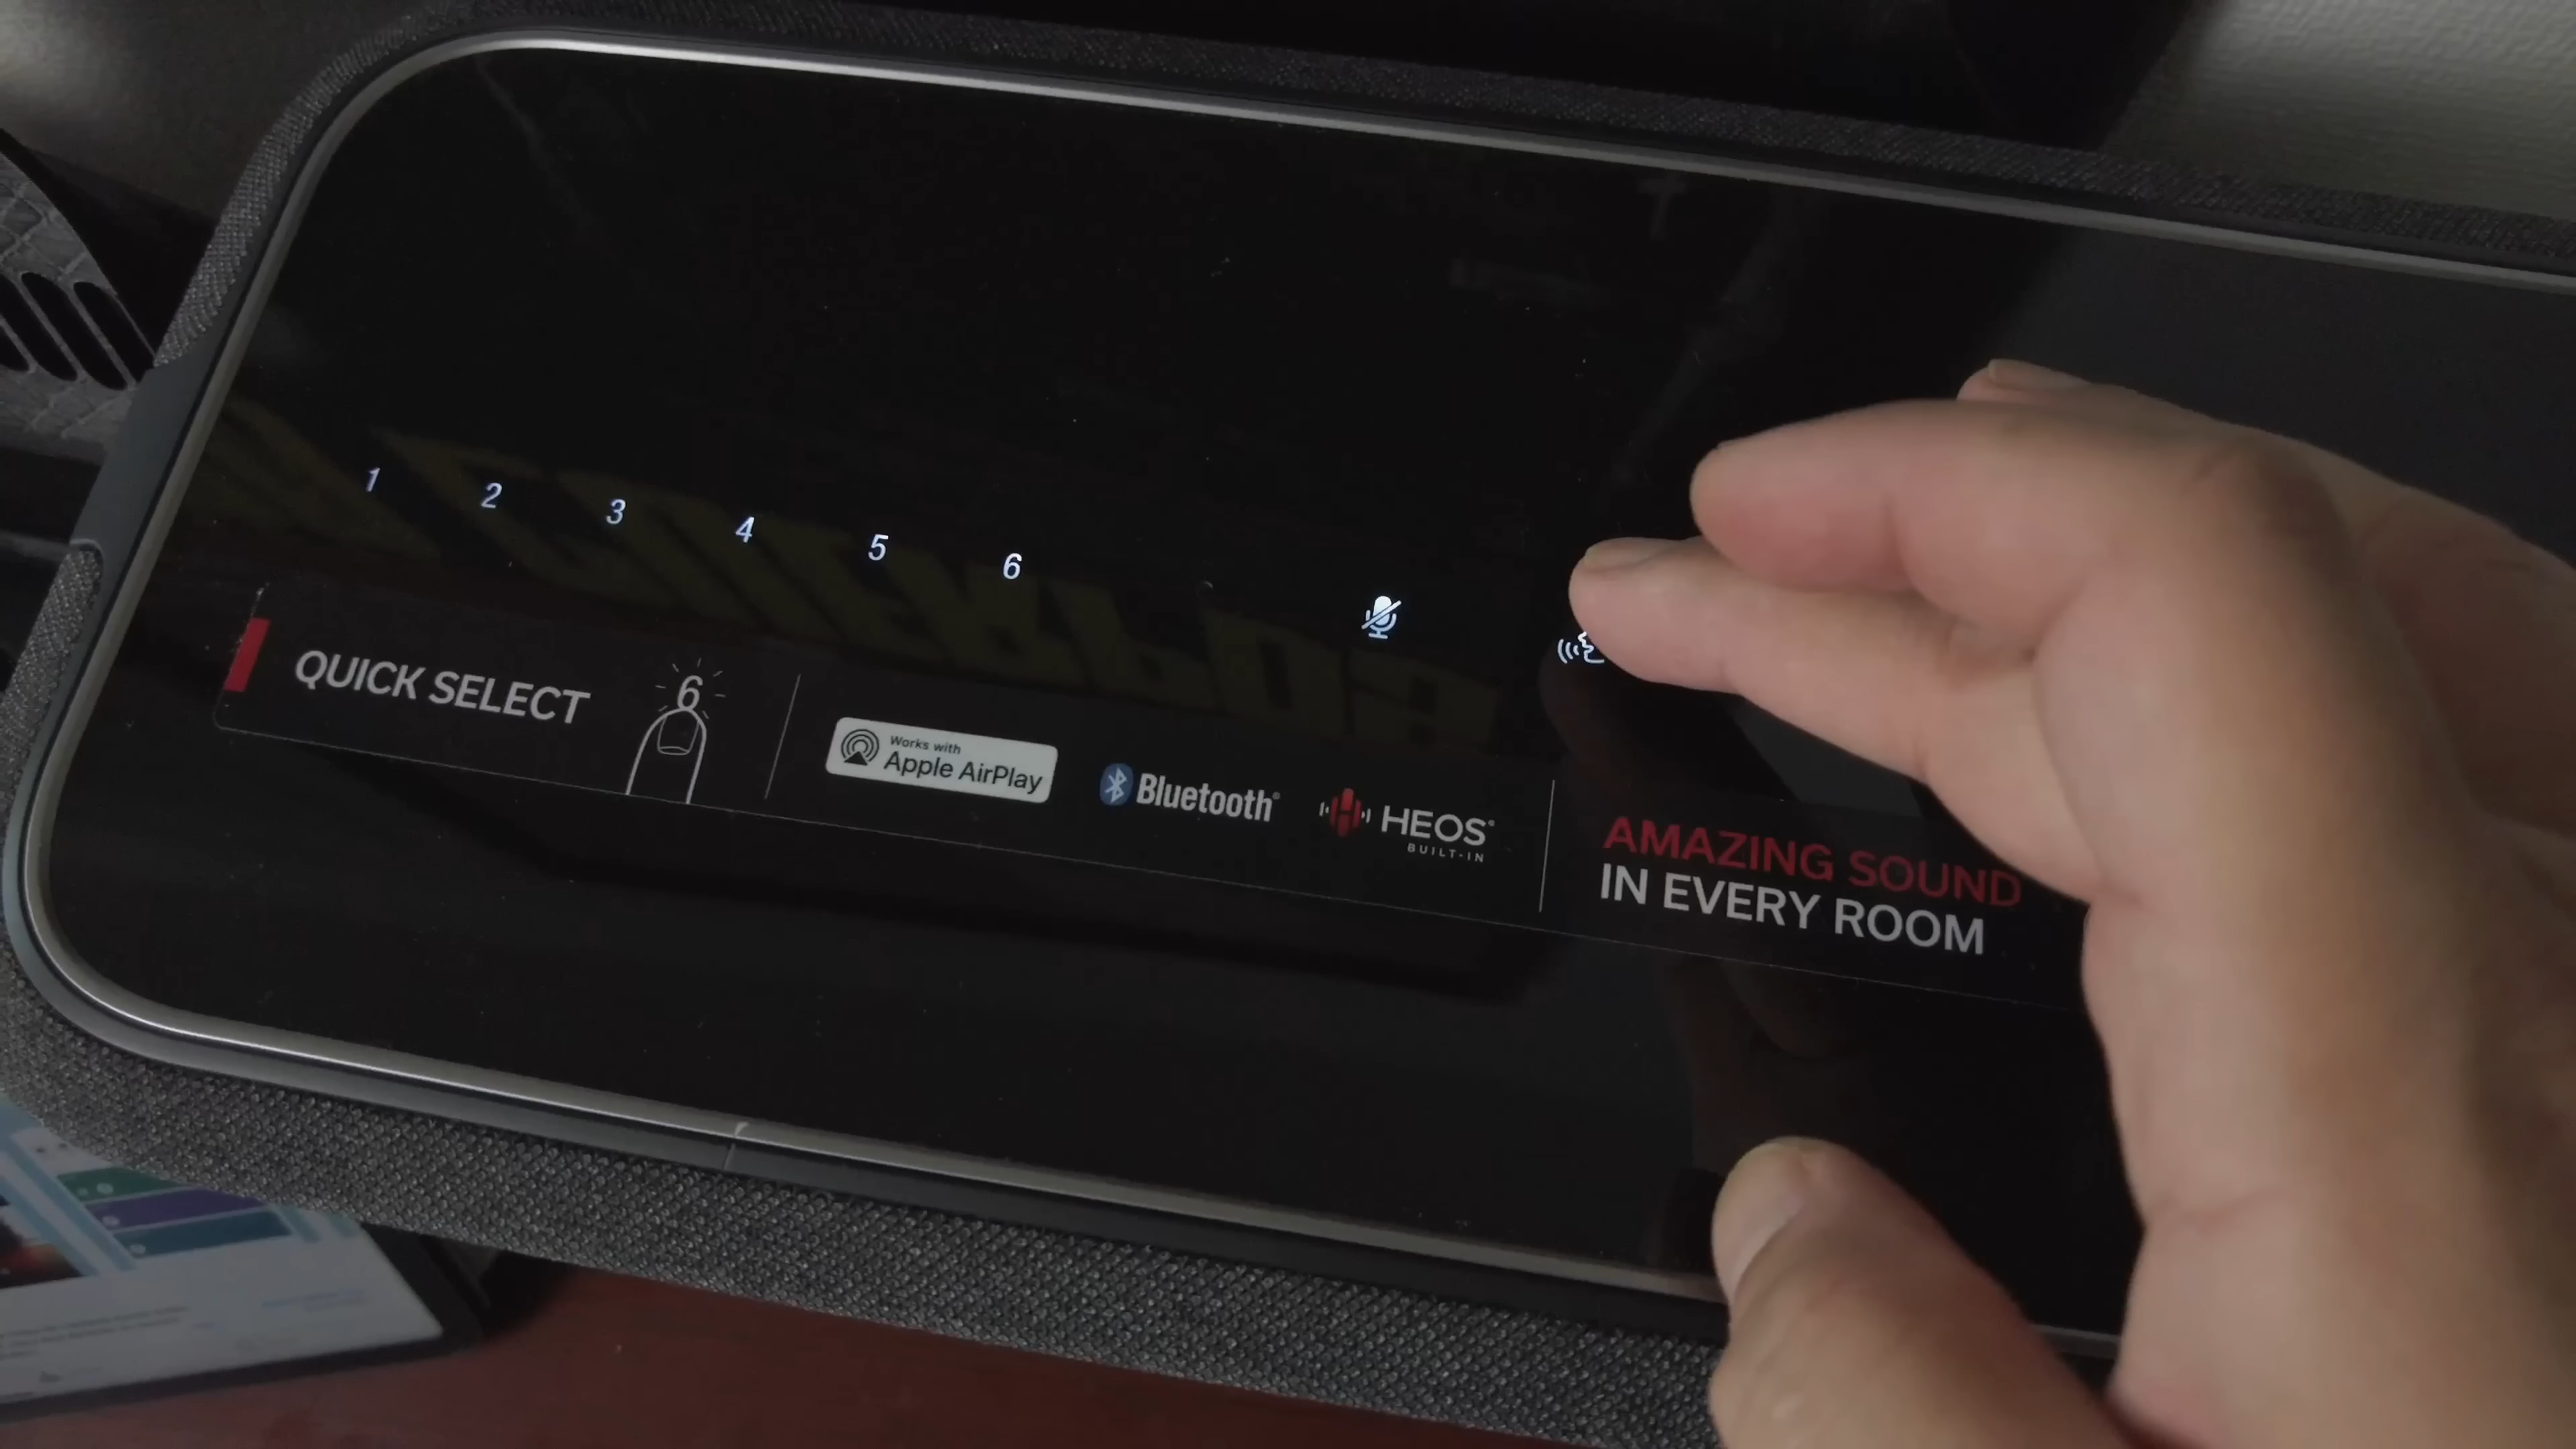 1 2 3 4 5 6
QUICK SELECT
6
Works with
Apple AirPlay
Bluetooth®
HEOS®
BUILT-IN
AMAZING SOUND
IN EVERY ROOM